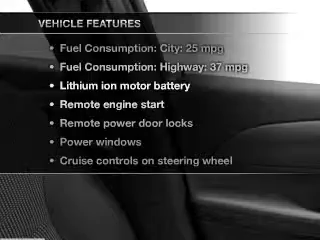 VEHICLE FEATURES
• Fuel Consumption: City: 25 mpg
• Fuel Consumption: Highway: 37 mpg
• Lithium ion motor battery
• Remote engine start
• Remote power door locks
• Power windows
• Cruise controls on steering wheel